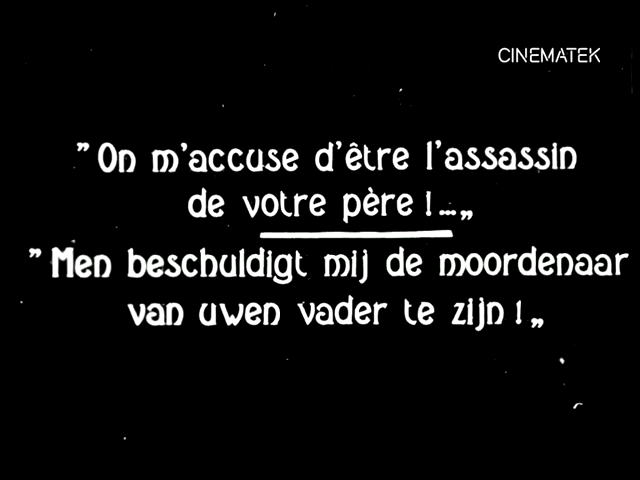 CINEMATEK
"On m'accuse d'être l'assassin
de votre père !...„
"Men beschuldigt mij de moordenaar
van uwen vader te zijn !„